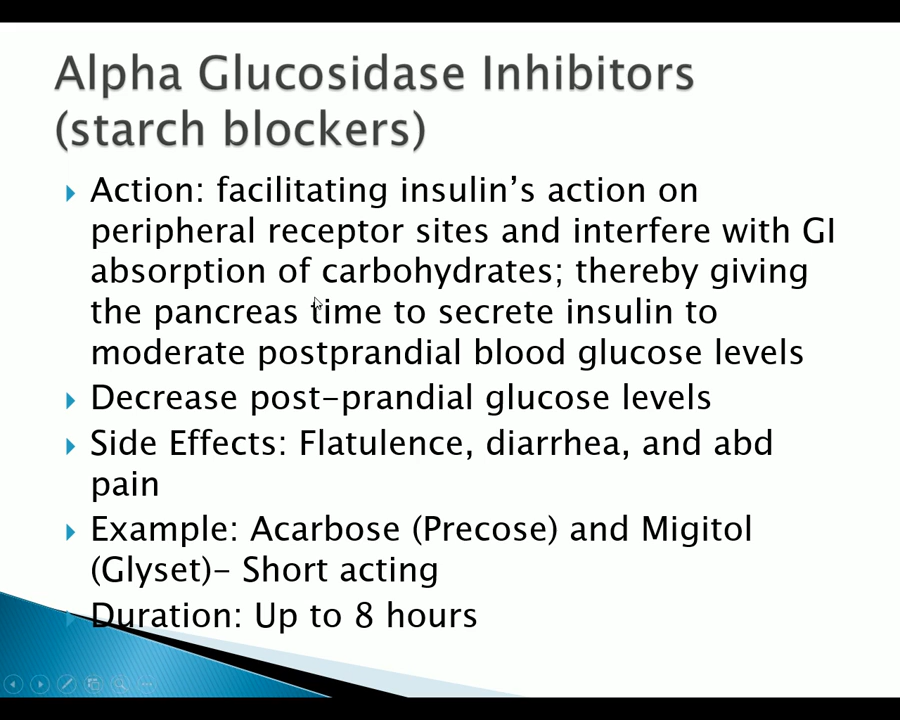 Alpha Glucosidase Inhibitors
(starch blockers)
Action: facilitating insulin’s action on
peripheral receptor sites and interfere with GI
absorption of carbohydrates; thereby giving
the pancreas time to secrete insulin to
moderate postprandial blood glucose levels
Decrease post-prandial glucose levels
Side Effects: Flatulence, diarrhea, and abd
pain
Example: Acarbose (Precose) and Migitol
(Glyset)- Short acting
Duration: Up to 8 hours